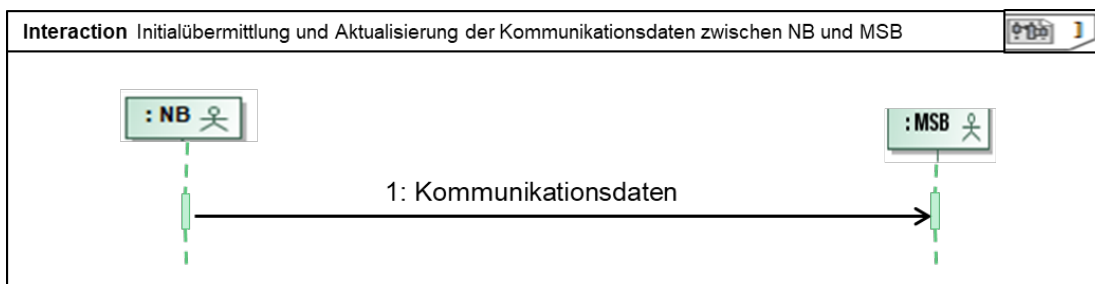 Interaction Initialübermittlung und Aktualisierung der Kommunikationsdaten zwischen NB und MSB
: NB
: MSB
1: Kommunikationsdaten